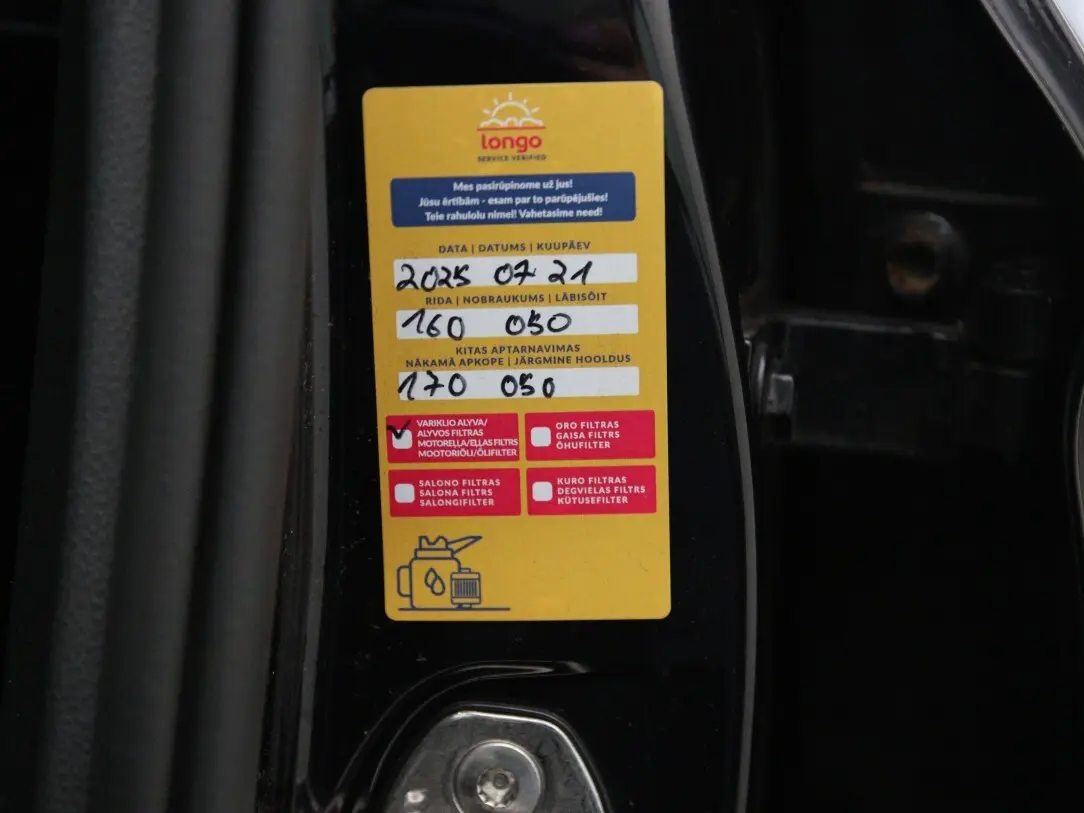 longo
SERVICE VERIFIED
Mes pasirūpinome už jus!
Jūsu ērtībām - esam par to parūpējušies!
Teie rahulolu nimel! Vahetasime need!
DATA | DATUMS | KUUPÄEV
2025 07 21
RIDA | NOBRAUKUMS | LÄBISÕIT
160 050
KITAS APTARNAVIMAS
NĀKAMĀ APKOPE | JÄRGMINE HOOLDUS
170 050
VARIKLIO ALYVA/
ALYVOS FILTRAS
MOTOREĻĻA/EĻĻAS FILTRS
MOOTORIÕLI/ÕLIFILTER
ORO FILTRAS
GAISA FILTRS
ÕHUFILTER
SALONO FILTRAS
SALONA FILTRS
SALONGIFILTER
KURO FILTRAS
DEGVIELAS FILTRS
KÜTUSEFILTER